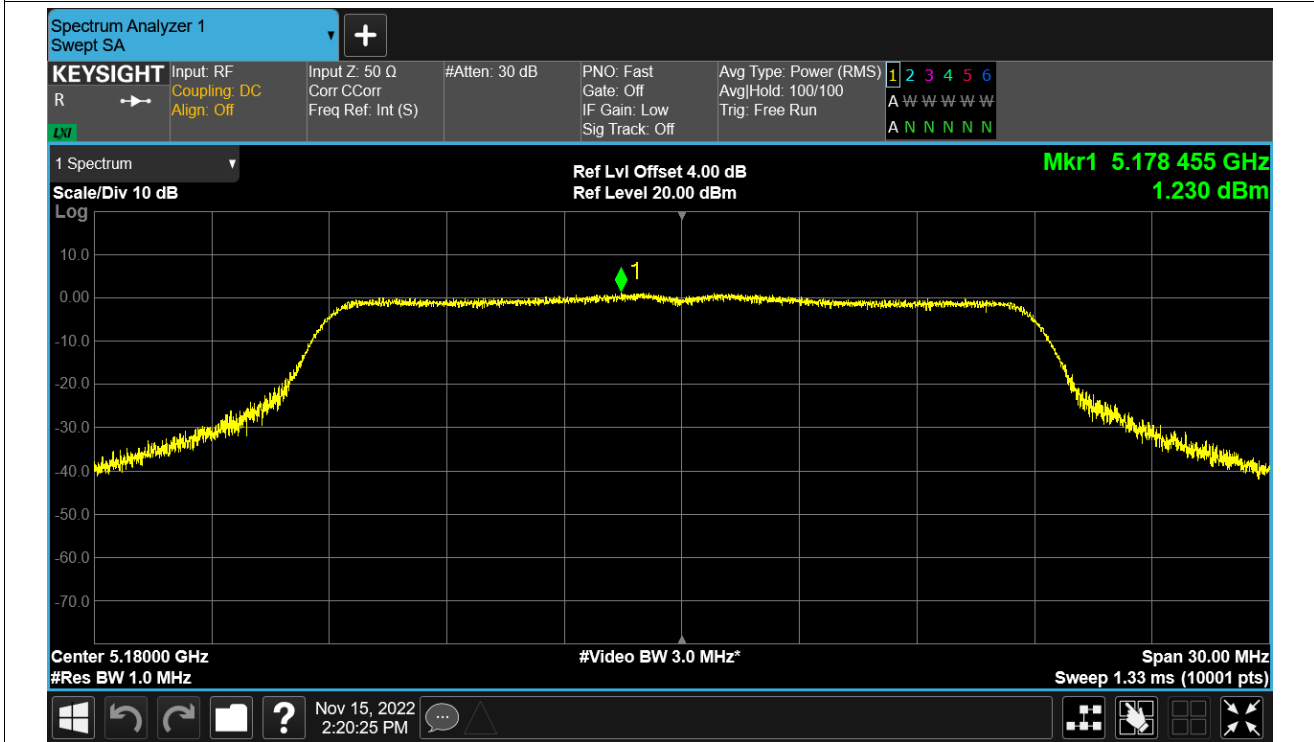 Spectrum Analyzer 1
Swept SA
KEYSIGHT
R
LXI
Input: RF
Coupling: DC
Align: Off
Input Z: 50 Ω
Corr CCorr
Freq Ref: Int (S)
#Atten: 30 dB
PNO: Fast
Gate: Off
IF Gain: Low
Sig Track: Off
Avg Type: Power (RMS)
Avg|Hold: 100/100
Trig: Free Run
1 2 3 4 5 6
A W W W W W
A N N N N N
1 Spectrum
Scale/Div 10 dB
Log
Ref Lvl Offset 4.00 dB
Ref Level 20.00 dBm
Mkr1 5.178 455 GHz
1.230 dBm
1
10.0
0.00
-10.0
-20.0
-30.0
-40.0
-50.0
-60.0
-70.0
Center 5.18000 GHz
#Res BW 1.0 MHz
#Video BW 3.0 MHz*
Span 30.00 MHz
Sweep 1.33 ms (10001 pts)
?
Nov 15, 2022
2:20:25 PM